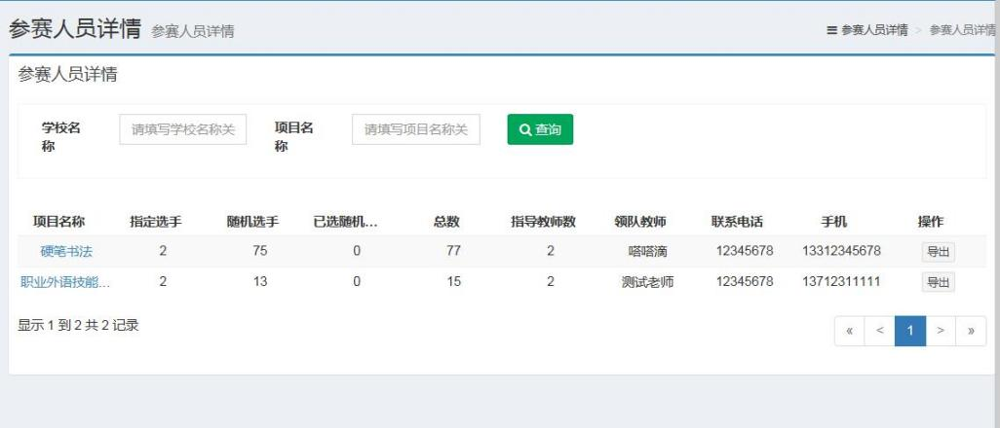 参赛人员详情 参赛人员详情
参赛人员详情 > 参赛人员详情
参赛人员详情
学校名称 请填写学校名称关 项目名称 请填写项目名称关 查询
项目名称 指定选手 随机选手 已选随机... 总数 指导教师数 领队教师 联系电话 手机 操作
硬笔书法 2 75 0 77 2 嗒嗒滴 12345678 13312345678 导出
职业外语技能... 2 13 0 15 2 测试老师 12345678 13712311111 导出
显示 1 到 2 共 2 记录
« < 1 > »